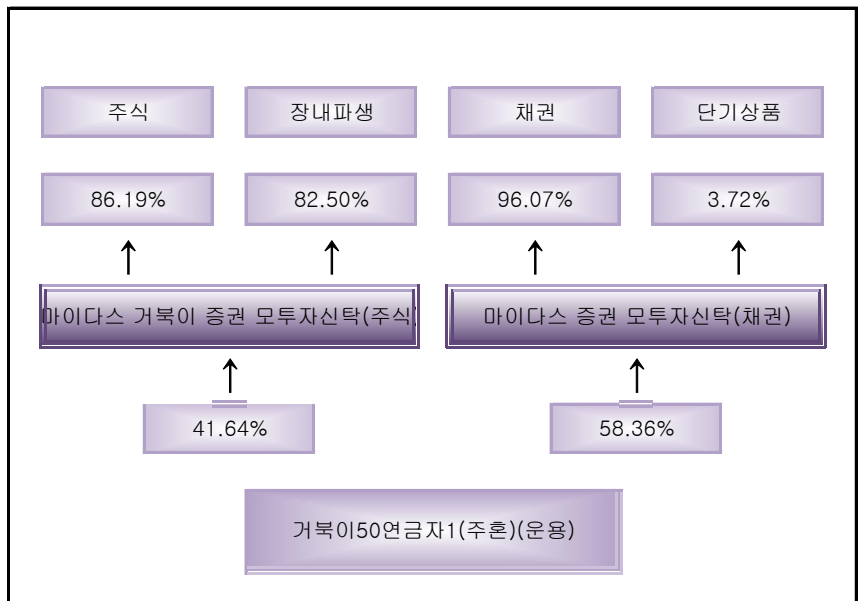 주식
장내파생
채권
단기상품
86.19%
82.50%
96.07%
3.72%
마이다스 거북이 증권 모투자신탁(주식)
마이다스 증권 모투자신탁(채권)
41.64%
58.36%
거북이50연금자1(주혼)(운용)